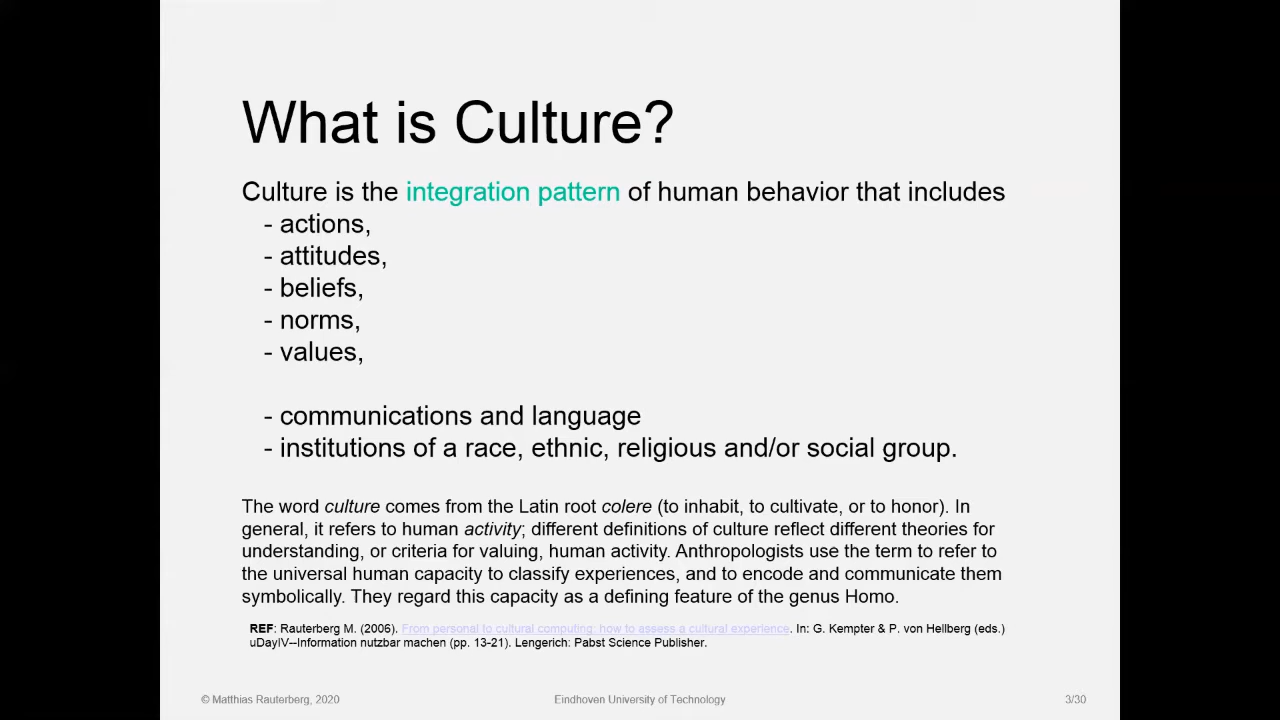 What is Culture?
Culture is the integration pattern of human behavior that includes
- actions,
- attitudes,
- beliefs,
- norms,
- values,
- communications and language
- institutions of a race, ethnic, religious and/or social group.
The word culture comes from the Latin root colere (to inhabit, to cultivate, or to honor). In
general, it refers to human activity; different definitions of culture reflect different theories for
understanding, or criteria for valuing, human activity. Anthropologists use the term to refer to
the universal human capacity to classify experiences, and to encode and communicate them
symbolically. They regard this capacity as a defining feature of the genus Homo.
REF: Rauterberg M. (2006). From personal to cultural computing: how to assess a cultural experience. In: G. Kempter & P. von Hellberg (eds.)
uDayIV--Information nutzbar machen (pp. 13-21). Lengerich: Pabst Science Publisher.
© Matthias Rauterberg, 2020
Eindhoven University of Technology
3/30